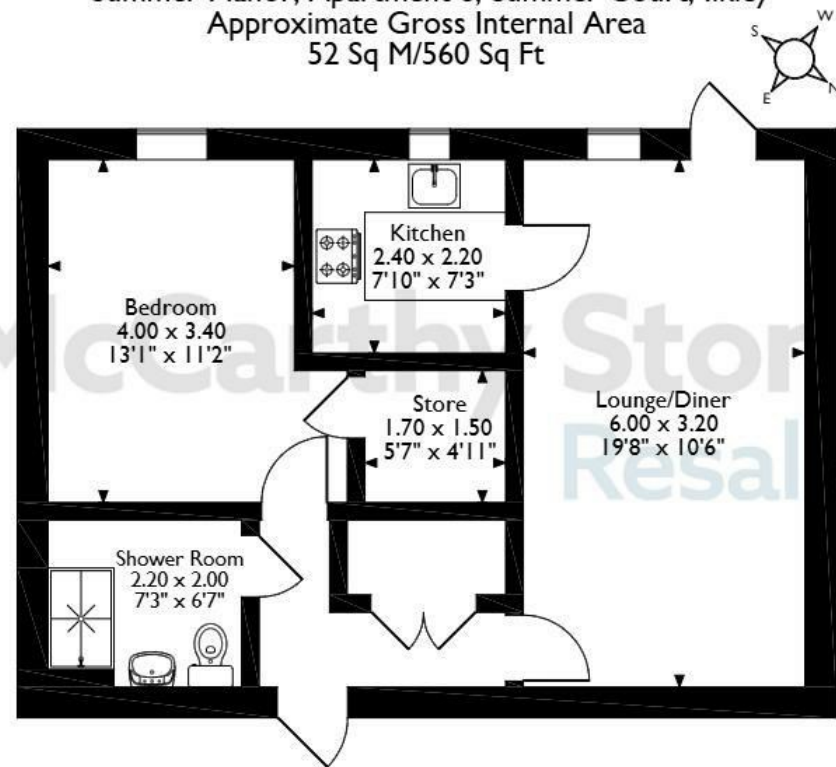 Approximate Gross Internal Area
52 Sq M/560 Sq Ft
S
W
E
N
Kitchen
2.40 x 2.20
7'10" x 7'3"
Bedroom
4.00 x 3.40
13'1" x 11'2"
McCarthy Stone
Resal
Store
1.70 x 1.50
5'7" x 4'11"
Lounge/Diner
6.00 x 3.20
19'8" x 10'6"
Shower Room
2.20 x 2.00
7'3" x 6'7"